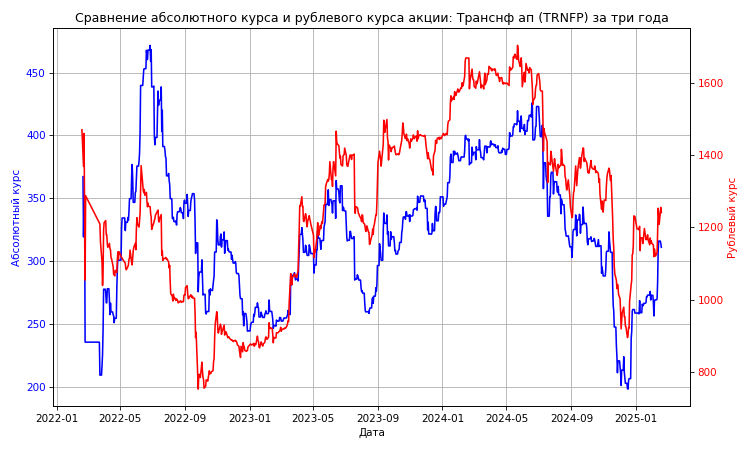 Сравнение абсолютного курса и рублевого курса акции: Транснф ап (TRNFP) за три года
Абсолютный курс
450
400
350
300
250
200
1600
1400
1200
1000
800
Рублевый курс
2022-01 2022-05 2022-09 2023-01 2023-05 2023-09 2024-01 2024-05 2024-09 2025-01
Дата